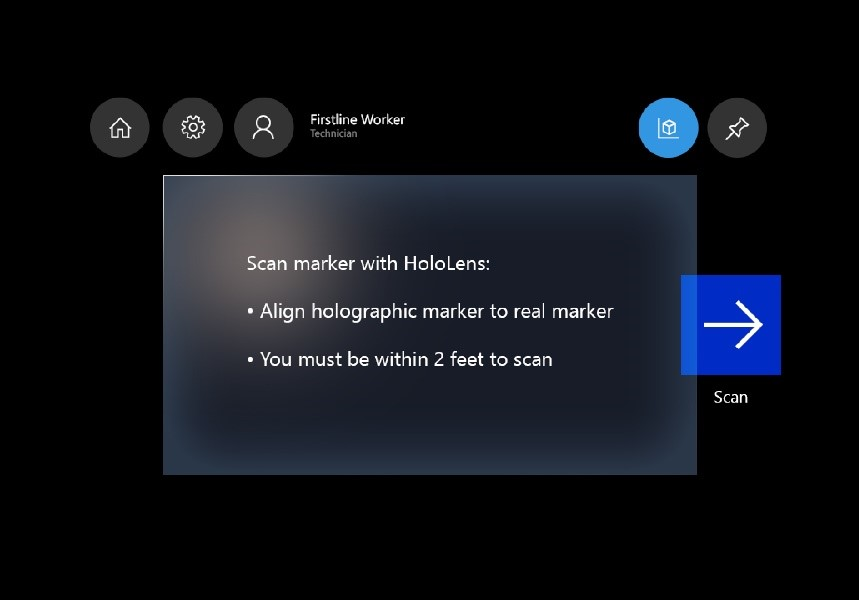 Firstline Worker
Technician
Scan marker with HoloLens:
• Align holographic marker to real marker
• You must be within 2 feet to scan
Scan